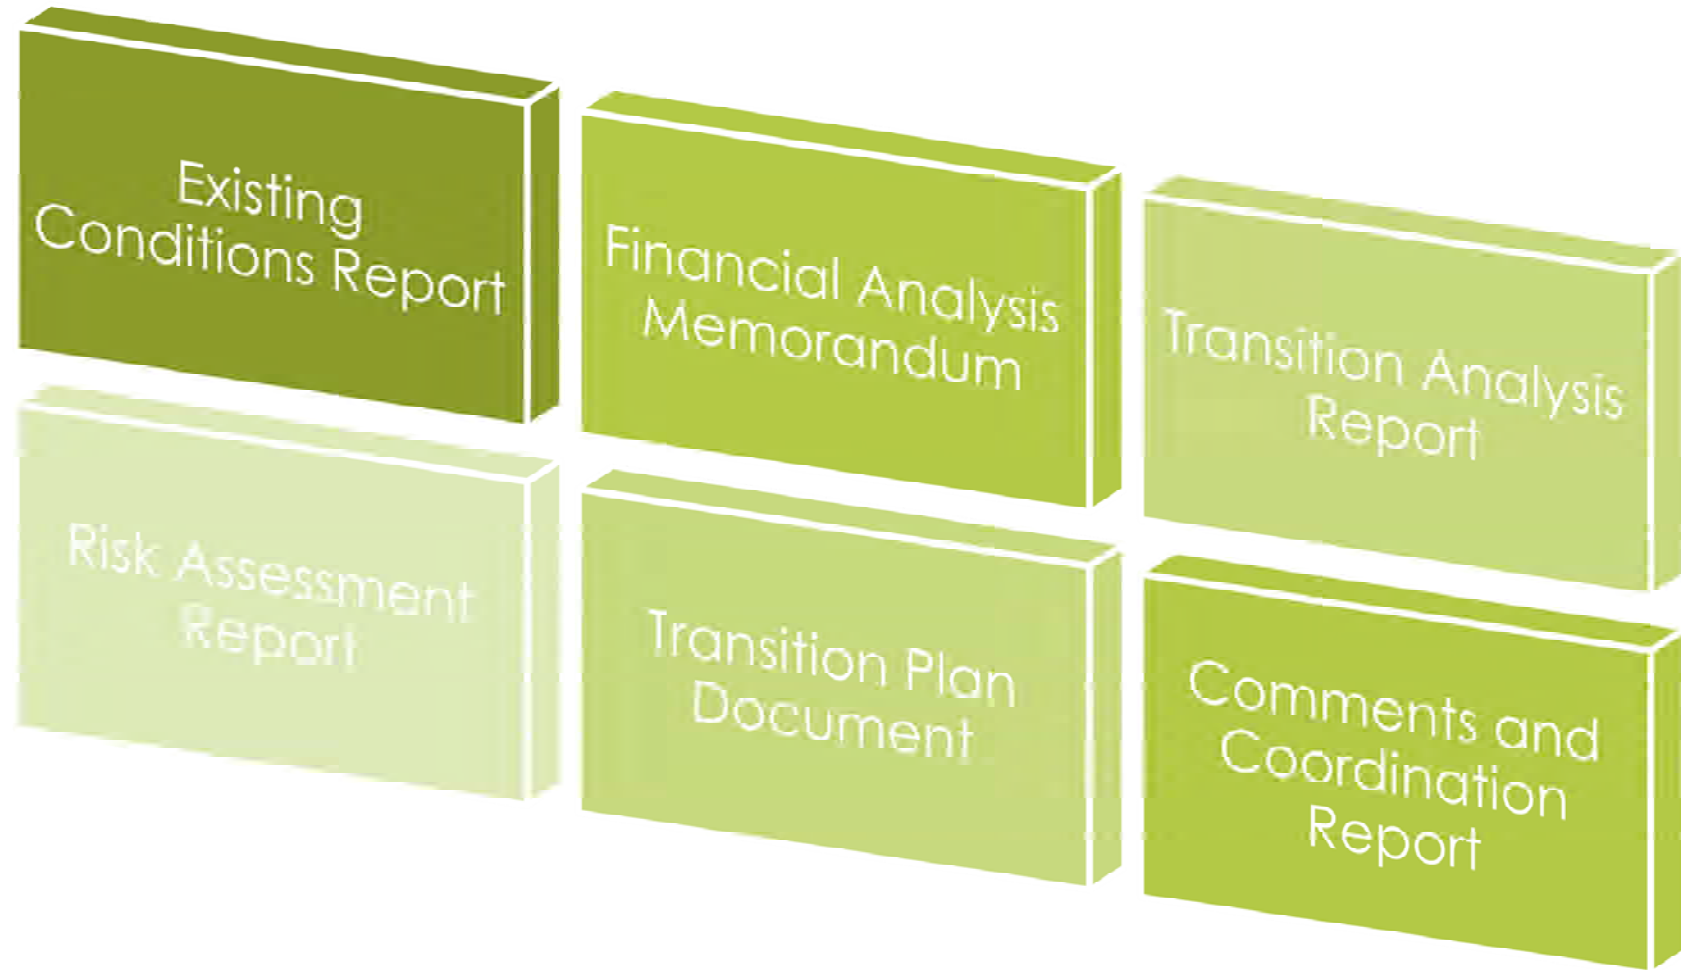 Existing
Conditions Report
Financial Analysis
Memorandum
Transition Analysis
Report
Risk Assessment
Report
Transition Plan
Document
Comments and
Coordination
Report